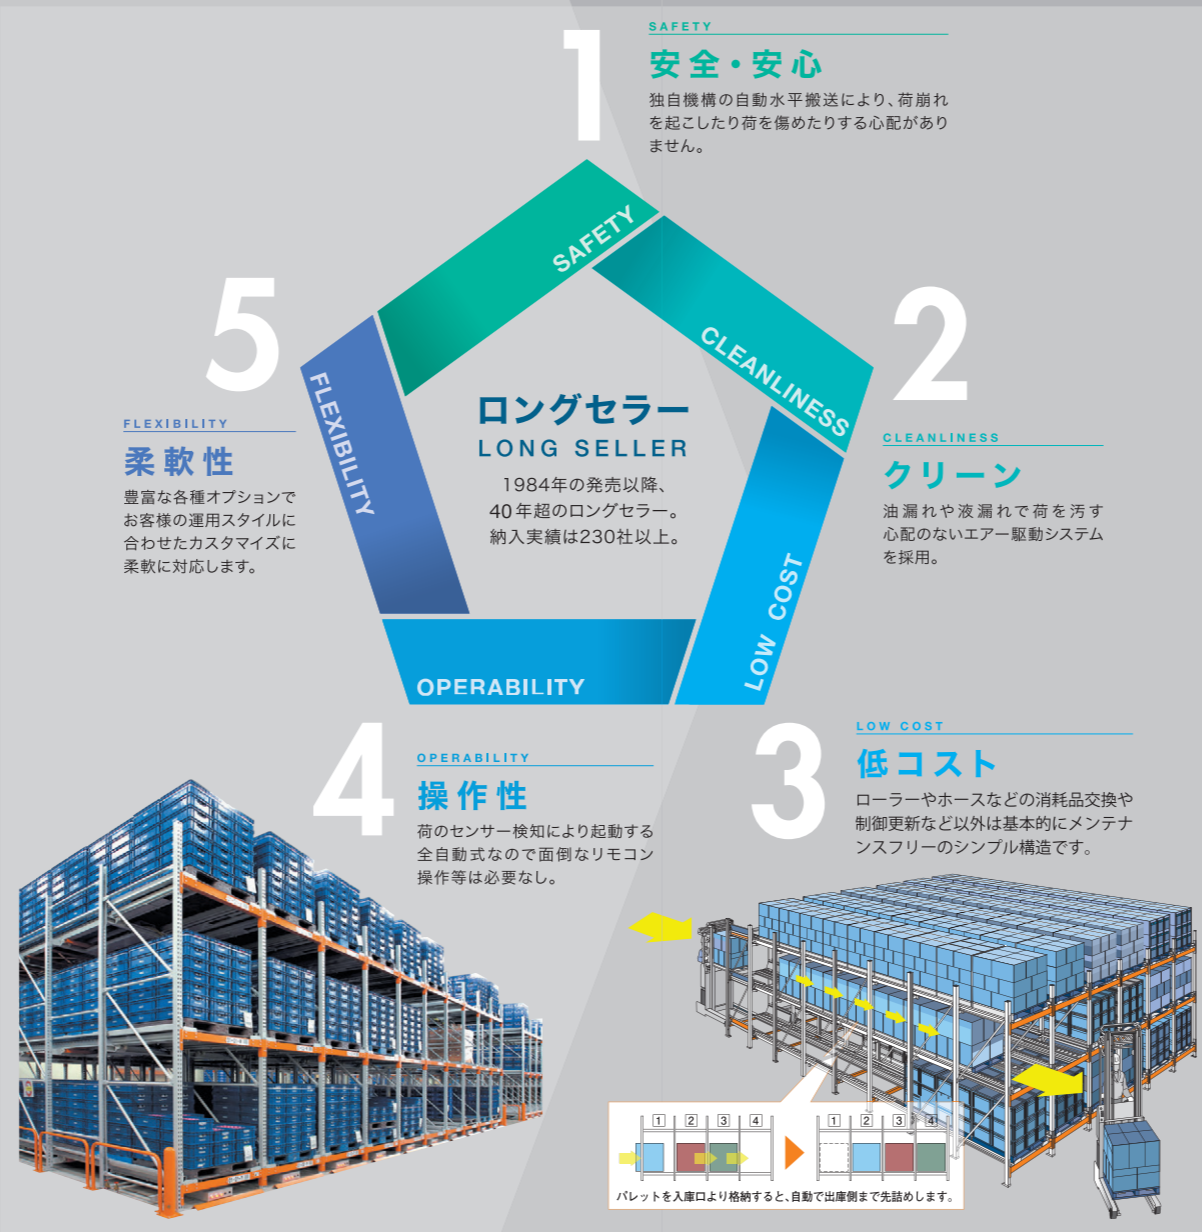 1
SAFETY
安全・安心
独自機構の自動水平搬送により、荷崩れ
を起こしたり荷を傷めたりする心配があり
ません。
SAFETY
CLEANLINESS
LOW COST
OPERABILITY
FLEXIBILITY
ロングセラー
LONG SELLER
1984年の発売以降、
40年超のロングセラー。
納入実績は230社以上。
2
CLEANLINESS
クリーン
油漏れや液漏れで荷を汚す
心配のないエアー駆動システム
を採用。
3
LOW COST
低コスト
ローラーやホースなどの消耗品交換や
制御更新など以外は基本的にメンテナ
ンスフリーのシンプル構造です。
4
OPERABILITY
操作性
荷のセンサー検知により起動する
全自動式なので面倒なリモコン
操作等は必要なし。
5
FLEXIBILITY
柔軟性
豊富な各種オプションで
お客様の運用スタイルに
合わせたカスタマイズに
柔軟に対応します。
1 2 3 4
1 2 3 4
パレットを入庫口より格納すると、自動で出庫側まで先詰めします。